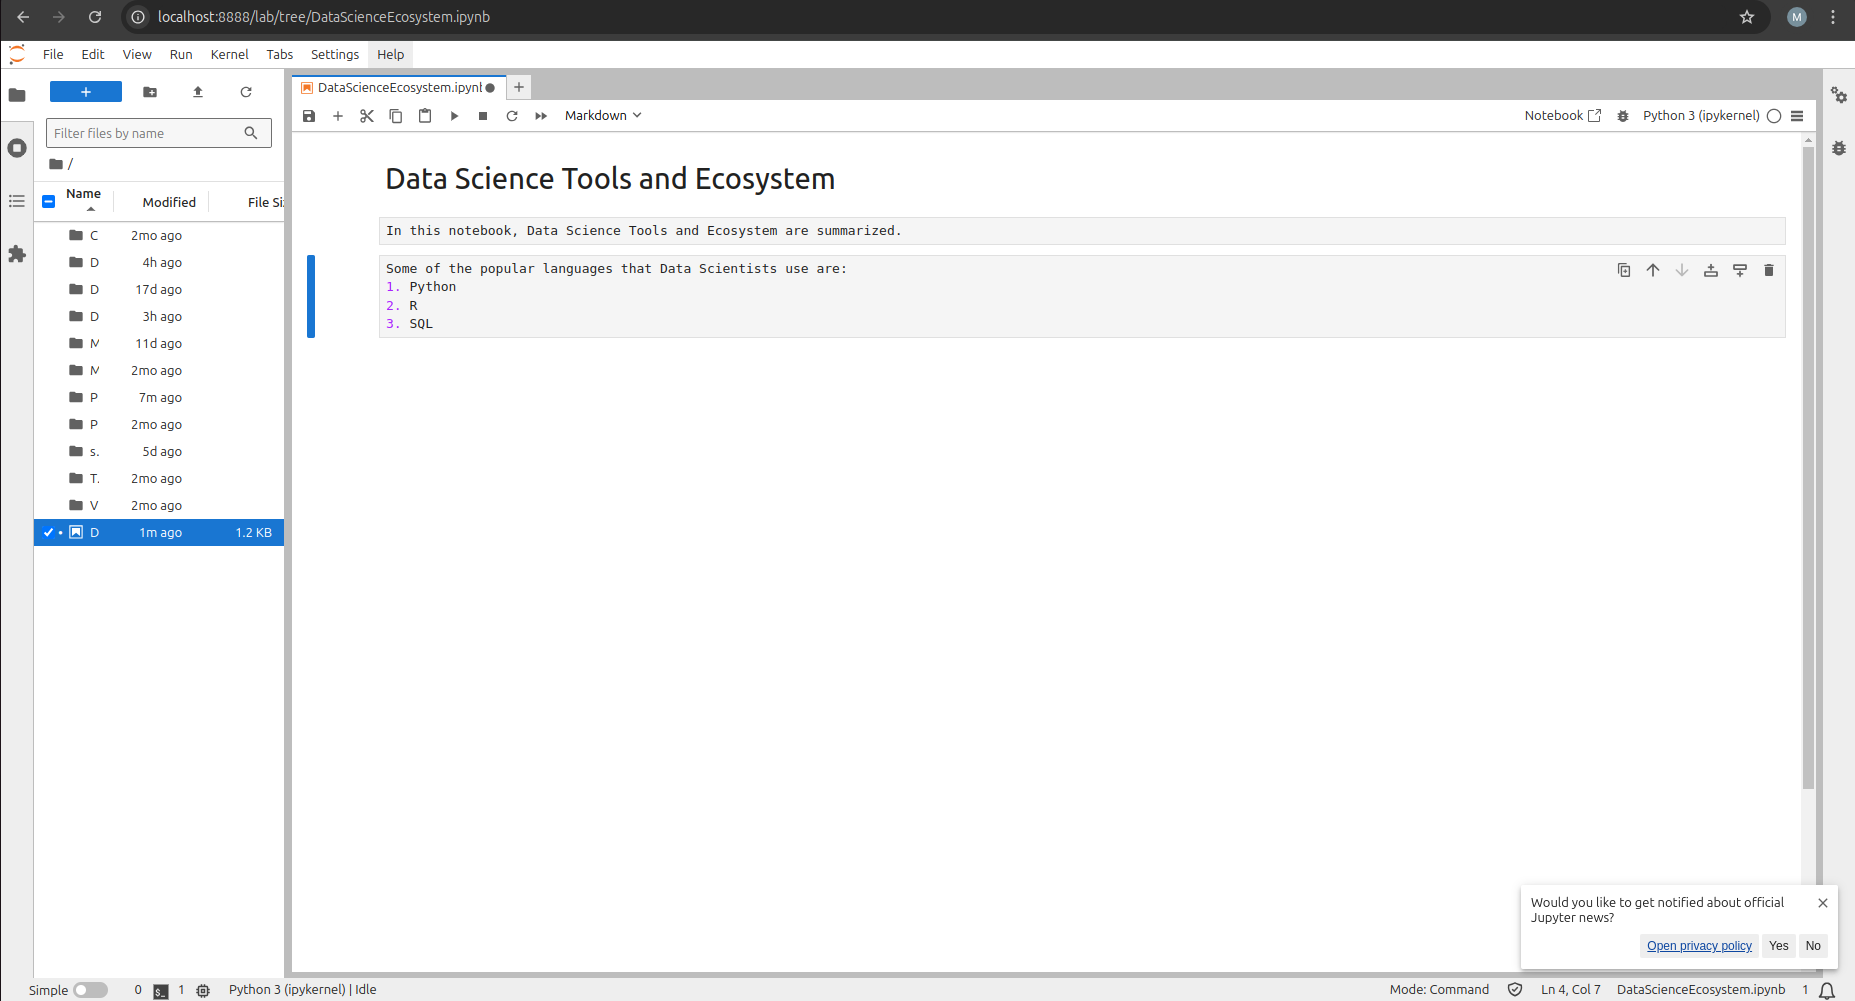 localhost:8888/lab/tree/DataScienceEcosystem.ipynb
M
File Edit View Run Kernel Tabs Settings Help
DataScienceEcosystem.ipynb
Markdown
Notebook
Python 3 (ipykernel)
Filter files by name
/
Name Modified File Si
C 2mo ago
D 4h ago
D 17d ago
D 3h ago
M 11d ago
M 2mo ago
P 7m ago
P 2mo ago
s. 5d ago
T. 2mo ago
V 2mo ago
D 1m ago 1.2 KB
Data Science Tools and Ecosystem
In this notebook, Data Science Tools and Ecosystem are summarized.
Some of the popular languages that Data Scientists use are:
1. Python
2. R
3. SQL
Would you like to get notified about official
Jupyter news?
Open privacy policy Yes No
Simple 0 $_ 1 Python 3 (ipykernel) | Idle
Mode: Command Ln 4, Col 7 DataScienceEcosystem.ipynb 1